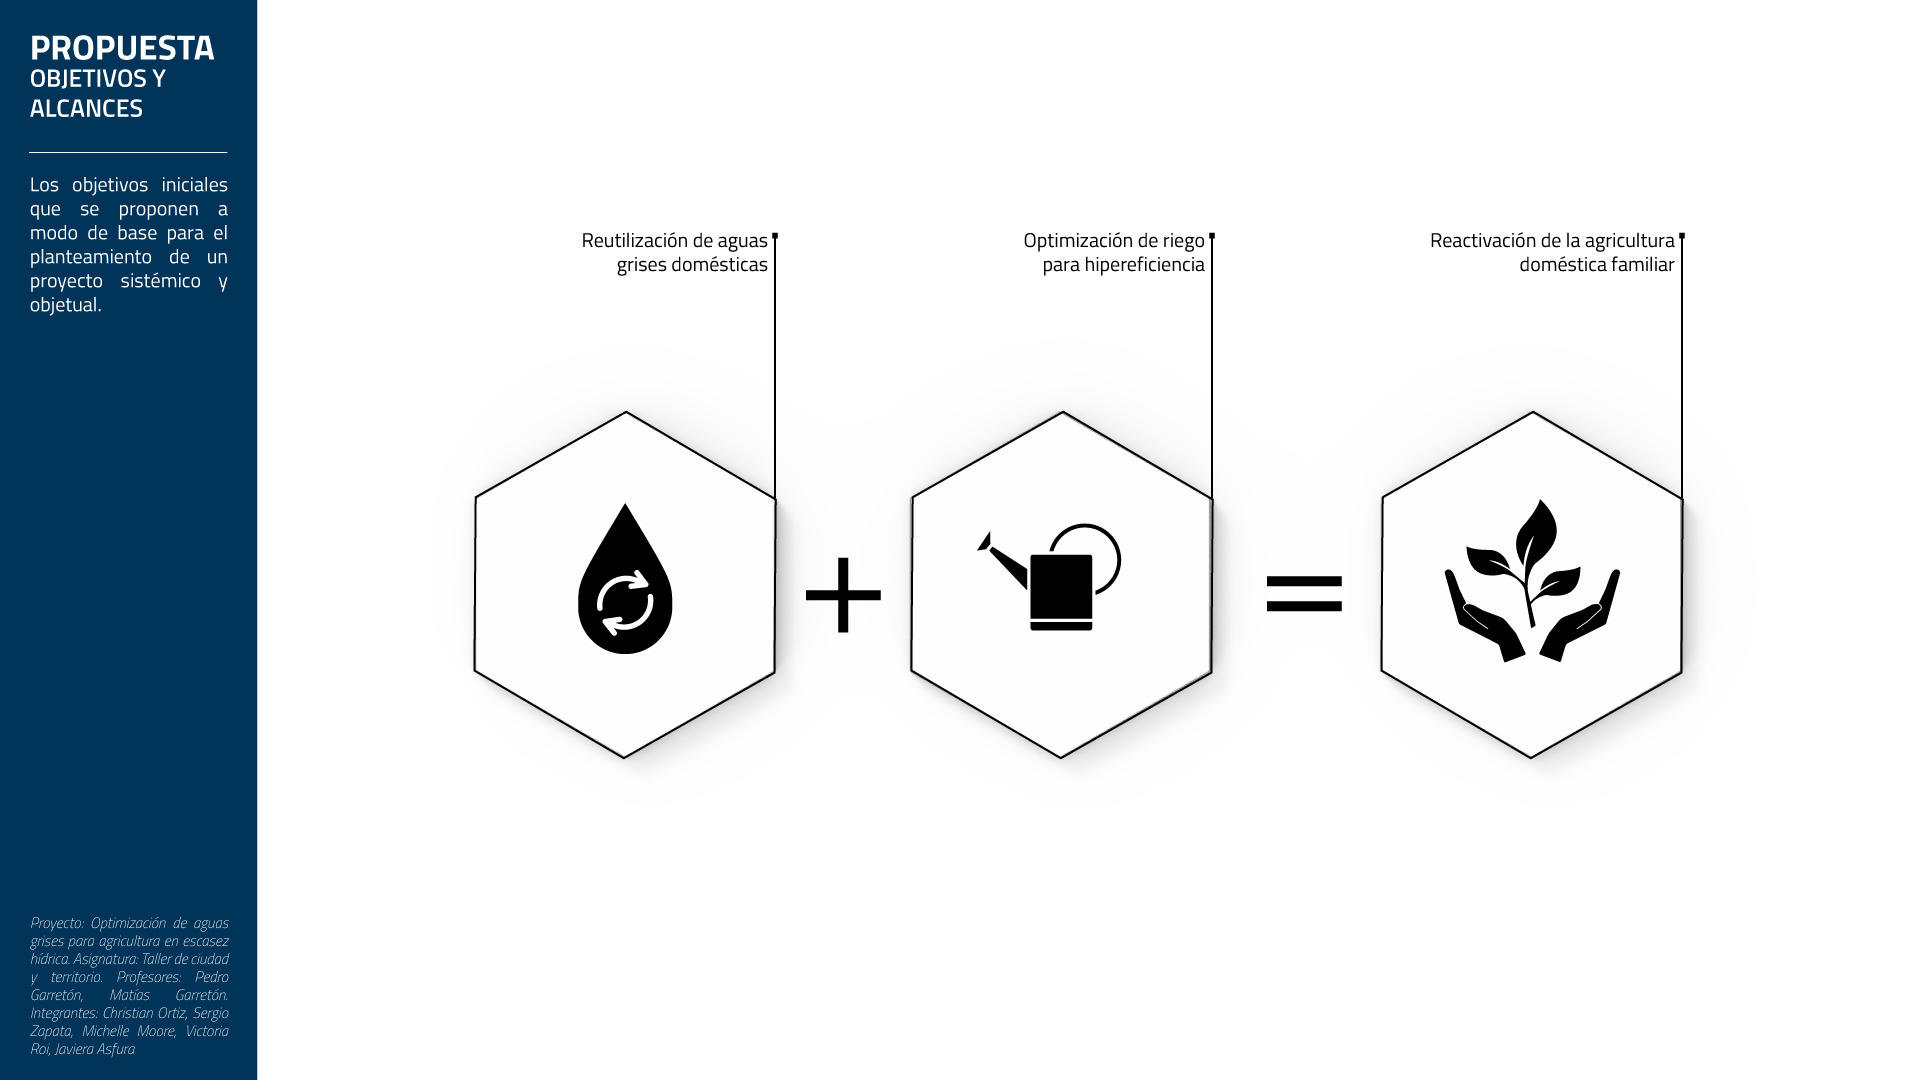 PROPUESTA
OBJETIVOS Y
ALCANCES
Los objetivos iniciales
que se proponen a
modo de base para el
planteamiento de un
proyecto sistémico y
objetual.
Reutilización de aguas
grises domésticas
Optimización de riego
para hipereficiencia
Reactivación de la agricultura
doméstica familiar
+
=
Proyecto: Optimización de aguas
grises para agricultura en escasez
hídrica. Asignatura: Taller de ciudad
y territorio. Profesores: Pedro
Garretón, Matías Garretón.
Integrantes: Christian Ortiz, Sergio
Zapata, Michelle Moore, Victoria
Roi, Javiera Asfura